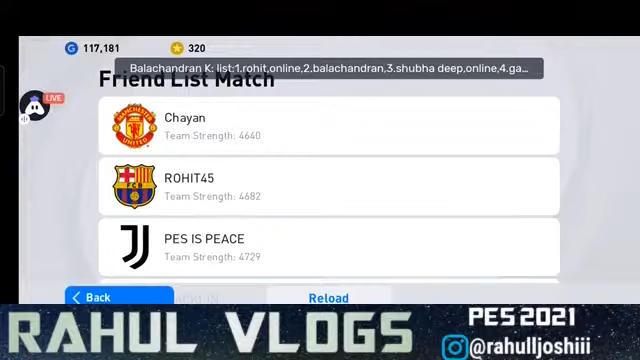 117,181
320
Balachandran K: list:1.rohit,online,2.balachandran,3.shubha deep,online,4.ga...
Friend List Match
LIVE
Chayan
Team Strength: 4640
ROHIT45
Team Strength: 4682
PES IS PEACE
Team Strength: 4729
Back
Reload
RAHUL VLOGS
PES 2021
@rahulljoshiii